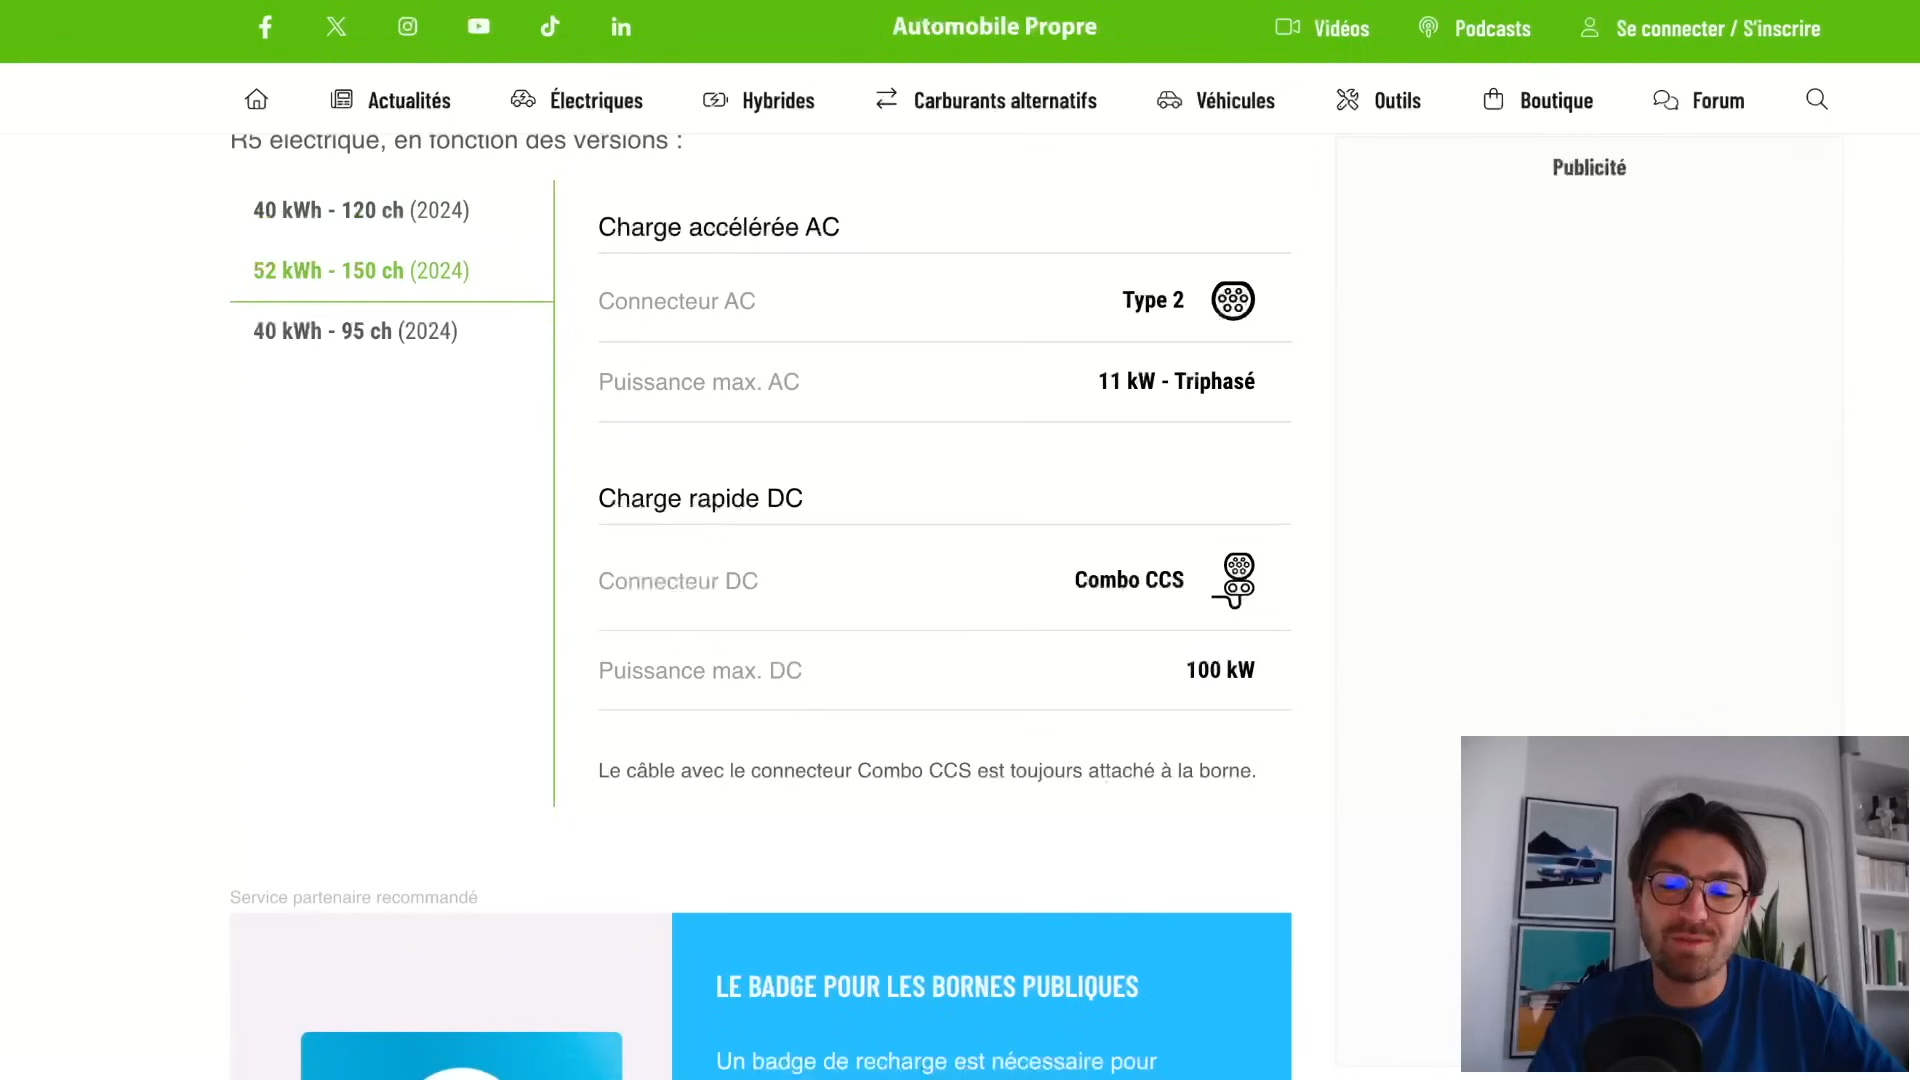 Automobile Propre
Vidéos
Podcasts
Se connecter / S'inscrire
Actualités
Électriques
Hybrides
Carburants alternatifs
Véhicules
Outils
Boutique
Forum
R5 électrique, en fonction des versions :
40 kWh - 120 ch (2024)
52 kWh - 150 ch (2024)
40 kWh - 95 ch (2024)
Charge accélérée AC
Connecteur AC
Type 2
Puissance max. AC
11 kW - Triphasé
Charge rapide DC
Connecteur DC
Combo CCS
Puissance max. DC
100 kW
Le câble avec le connecteur Combo CCS est toujours attaché à la borne.
Publicité
Service partenaire recommandé
LE BADGE POUR LES BORNES PUBLIQUES
Un badge de recharge est nécessaire pour